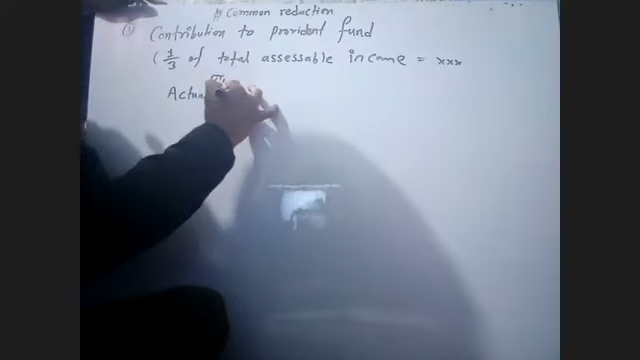 Common reduction
(1) Contribution to provident fund
( 1/3 of total assessable income = xxx
Actua